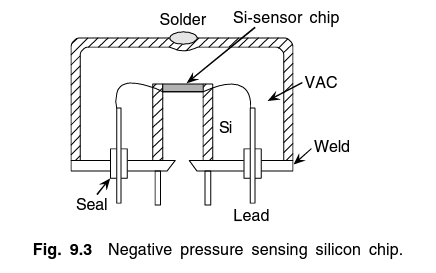 Solder
Si-sensor chip
VAC
Si
Weld
Seal
Lead
Fig. 9.3 Negative pressure sensing silicon chip.